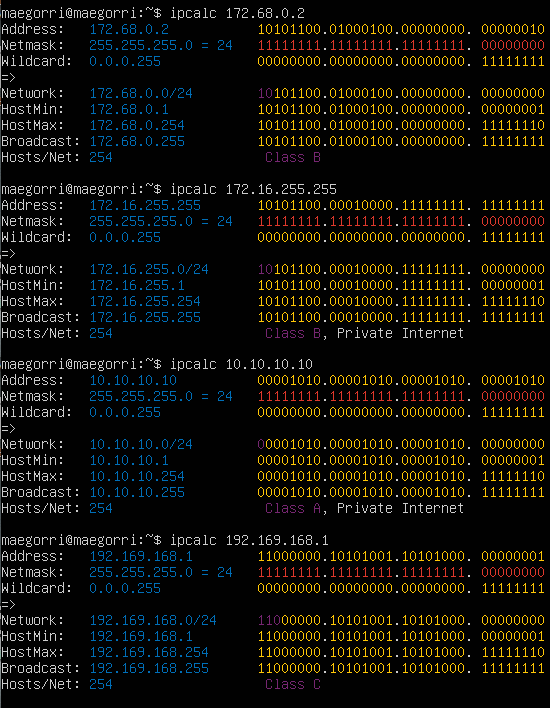 maegorri@maegorri:~$ ipcalc 172.68.0.2
Address:   172.68.0.2           10101100.01000100.00000000. 00000010
Netmask:   255.255.255.0 = 24   11111111.11111111.11111111. 00000000
Wildcard:  0.0.0.255            00000000.00000000.00000000. 11111111
=>
Network:   172.68.0.0/24        10101100.01000100.00000000. 00000000
HostMin:   172.68.0.1           10101100.01000100.00000000. 00000001
HostMax:   172.68.0.254         10101100.01000100.00000000. 11111110
Broadcast: 172.68.0.255         10101100.01000100.00000000. 11111111
Hosts/Net: 254                   Class B
maegorri@maegorri:~$ ipcalc 172.16.255.255
Address:   172.16.255.255       10101100.00010000.11111111. 11111111
Netmask:   255.255.255.0 = 24   11111111.11111111.11111111. 00000000
Wildcard:  0.0.0.255            00000000.00000000.00000000. 11111111
=>
Network:   172.16.255.0/24      10101100.00010000.11111111. 00000000
HostMin:   172.16.255.1         10101100.00010000.11111111. 00000001
HostMax:   172.16.255.254       10101100.00010000.11111111. 11111110
Broadcast: 172.16.255.255       10101100.00010000.11111111. 11111111
Hosts/Net: 254                   Class B, Private Internet
maegorri@maegorri:~$ ipcalc 10.10.10.10
Address:   10.10.10.10          00001010.00001010.00001010. 00001010
Netmask:   255.255.255.0 = 24   11111111.11111111.11111111. 00000000
Wildcard:  0.0.0.255            00000000.00000000.00000000. 11111111
=>
Network:   10.10.10.0/24        00001010.00001010.00001010. 00000000
HostMin:   10.10.10.1           00001010.00001010.00001010. 00000001
HostMax:   10.10.10.254         00001010.00001010.00001010. 11111110
Broadcast: 10.10.10.255         00001010.00001010.00001010. 11111111
Hosts/Net: 254                   Class A, Private Internet
maegorri@maegorri:~$ ipcalc 192.169.168.1
Address:   192.169.168.1        11000000.10101001.10101000. 00000001
Netmask:   255.255.255.0 = 24   11111111.11111111.11111111. 00000000
Wildcard:  0.0.0.255            00000000.00000000.00000000. 11111111
=>
Network:   192.169.168.0/24     11000000.10101001.10101000. 00000000
HostMin:   192.169.168.1        11000000.10101001.10101000. 00000001
HostMax:   192.169.168.254      11000000.10101001.10101000. 11111110
Broadcast: 192.169.168.255      11000000.10101001.10101000. 11111111
Hosts/Net: 254                   Class C